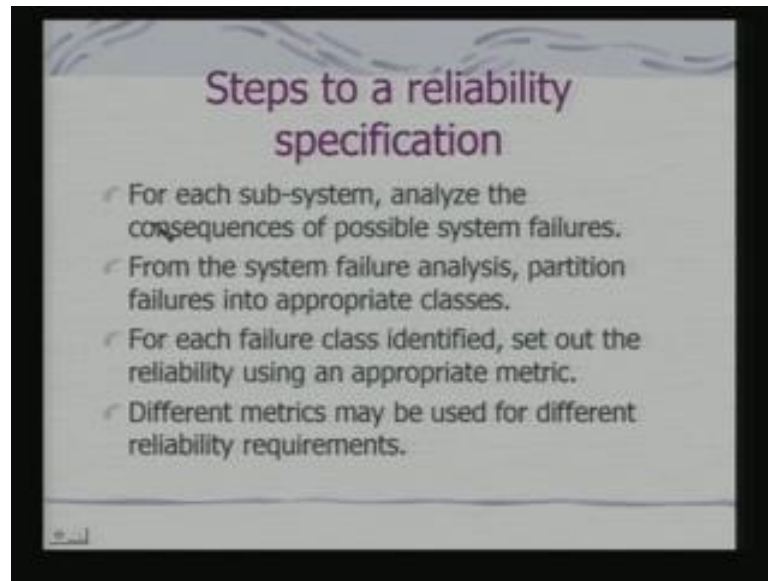 Steps to a reliability
specification
For each sub-system, analyze the
consequences of possible system failures.
From the system failure analysis, partition
failures into appropriate classes.
For each failure class identified, set out the
reliability using an appropriate metric.
Different metrics may be used for different
reliability requirements.